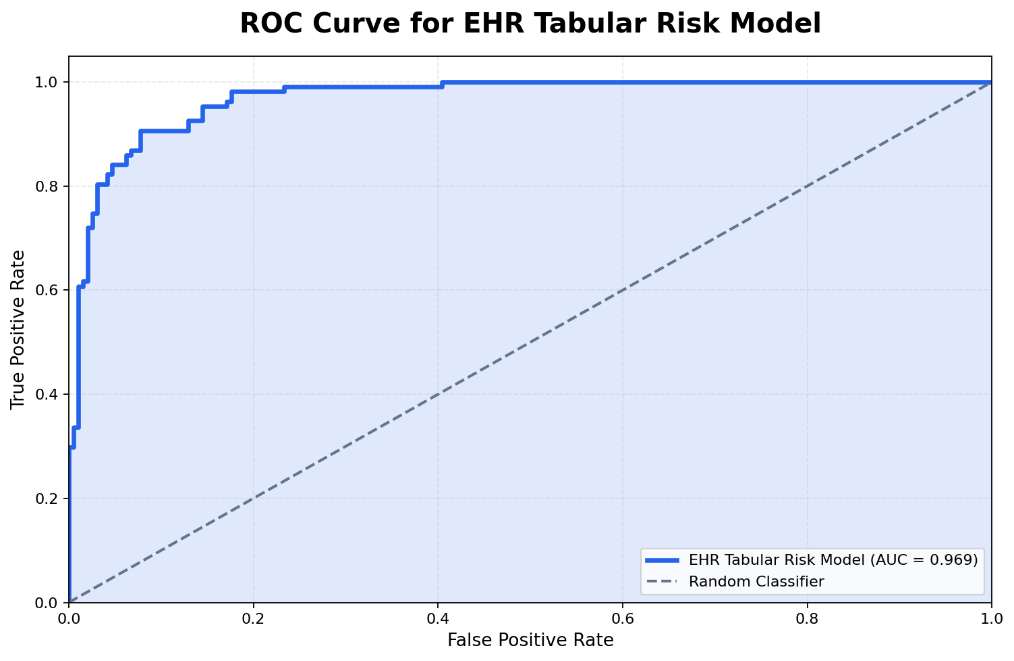 ROC Curve for EHR Tabular Risk Model
True Positive Rate
1.0
0.8
0.6
0.4
0.2
0.0
0.0
0.2
0.4
0.6
0.8
1.0
False Positive Rate
EHR Tabular Risk Model (AUC = 0.969)
Random Classifier